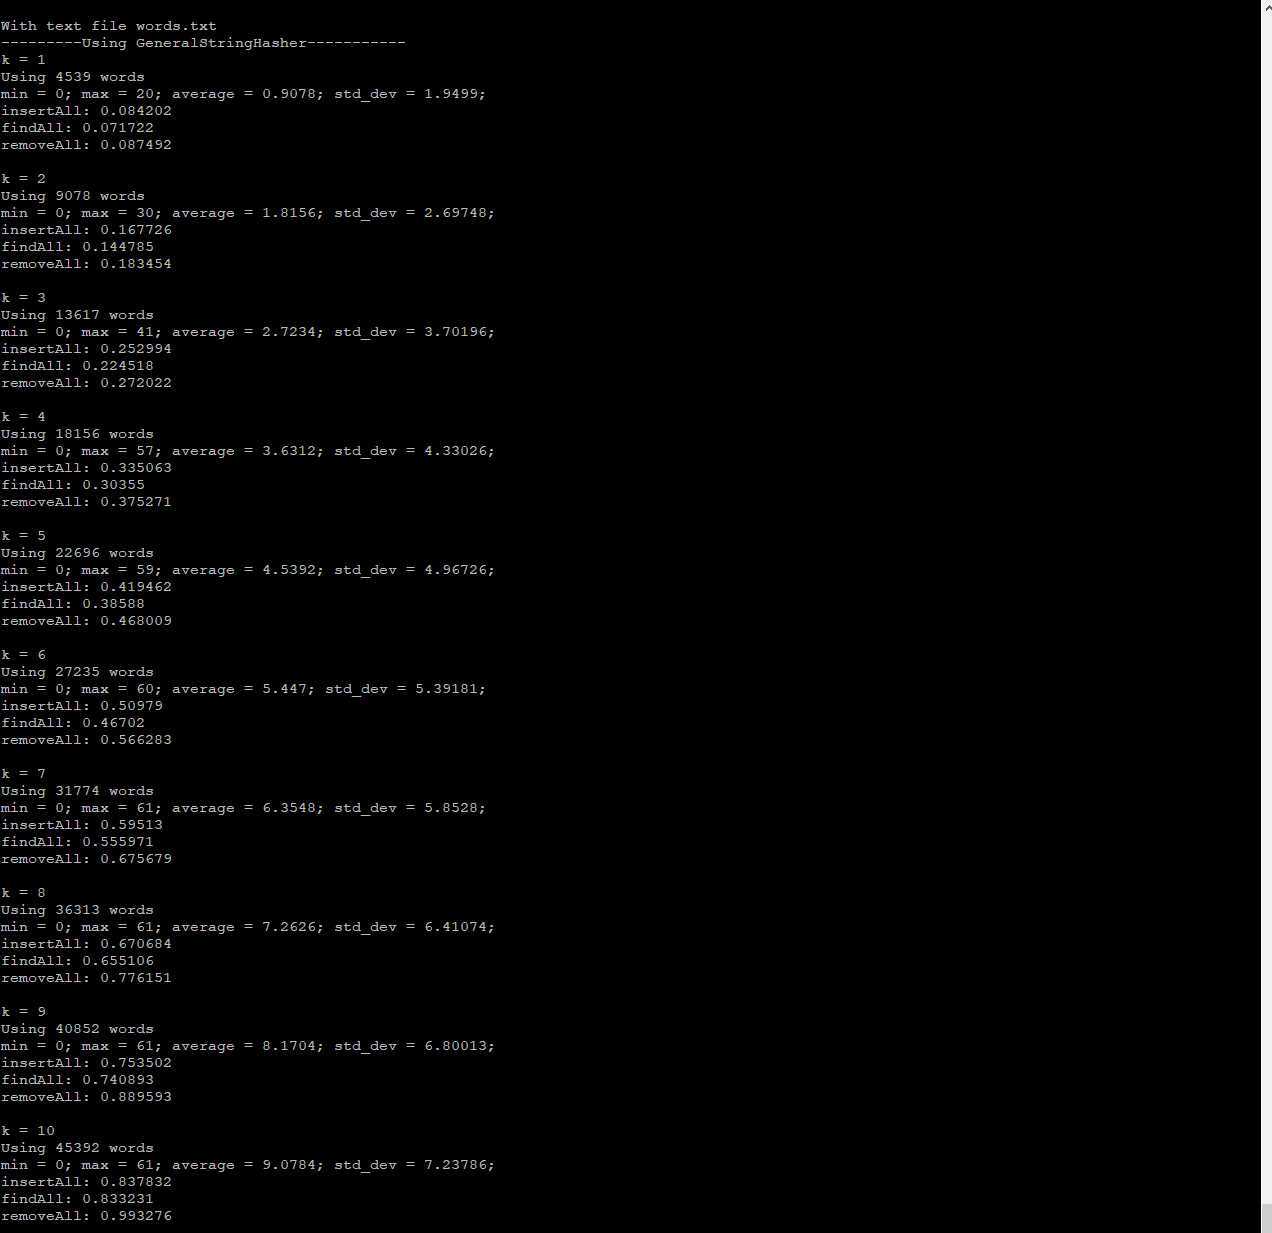 With text file words.txt
---------Using GeneralStringHasher-----------
k = 1
Using 4539 words
min = 0; max = 20; average = 0.9078; std_dev = 1.9499;
insertAll: 0.084202
findAll: 0.071722
removeAll: 0.087492
k = 2
Using 9078 words
min = 0; max = 30; average = 1.8156; std_dev = 2.69748;
insertAll: 0.167726
findAll: 0.144785
removeAll: 0.183454
k = 3
Using 13617 words
min = 0; max = 41; average = 2.7234; std_dev = 3.70196;
insertAll: 0.252994
findAll: 0.224518
removeAll: 0.272022
k = 4
Using 18156 words
min = 0; max = 57; average = 3.6312; std_dev = 4.33026;
insertAll: 0.335063
findAll: 0.30355
removeAll: 0.375271
k = 5
Using 22696 words
min = 0; max = 59; average = 4.5392; std_dev = 4.96726;
insertAll: 0.419462
findAll: 0.38588
removeAll: 0.468009
k = 6
Using 27235 words
min = 0; max = 60; average = 5.447; std_dev = 5.39181;
insertAll: 0.50979
findAll: 0.46702
removeAll: 0.566283
k = 7
Using 31774 words
min = 0; max = 61; average = 6.3548; std_dev = 5.8528;
insertAll: 0.59513
findAll: 0.555971
removeAll: 0.675679
k = 8
Using 36313 words
min = 0; max = 61; average = 7.2626; std_dev = 6.41074;
insertAll: 0.670684
findAll: 0.655106
removeAll: 0.776151
k = 9
Using 40852 words
min = 0; max = 61; average = 8.1704; std_dev = 6.80013;
insertAll: 0.753502
findAll: 0.740893
removeAll: 0.889593
k = 10
Using 45392 words
min = 0; max = 61; average = 9.0784; std_dev = 7.23786;
insertAll: 0.837832
findAll: 0.833231
removeAll: 0.993276